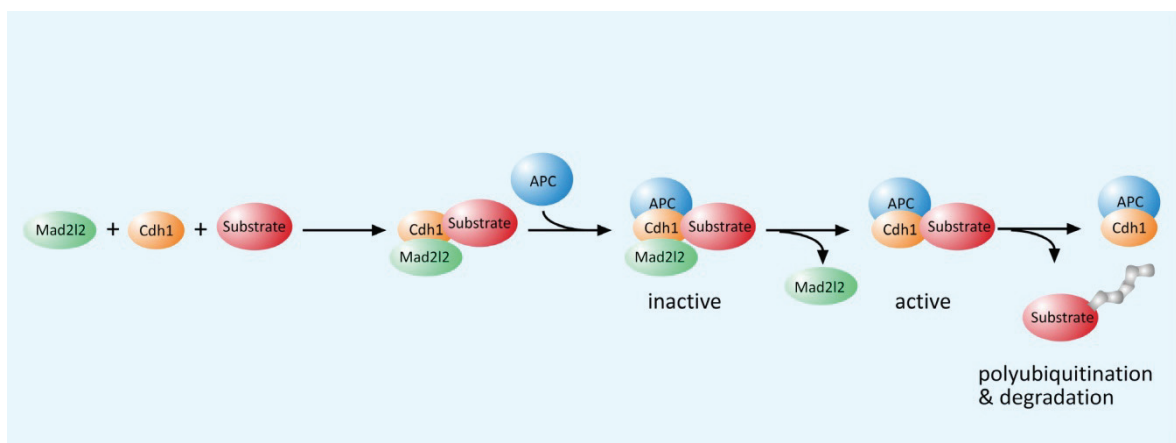 Mad2l2 + Cdh1 + Substrate
Cdh1 Substrate
Mad2l2
APC
APC
Cdh1 Substrate
Mad2l2
inactive
Mad2l2
APC
Cdh1 Substrate
active
APC
Cdh1
Substrate
polyubiquitination
& degradation